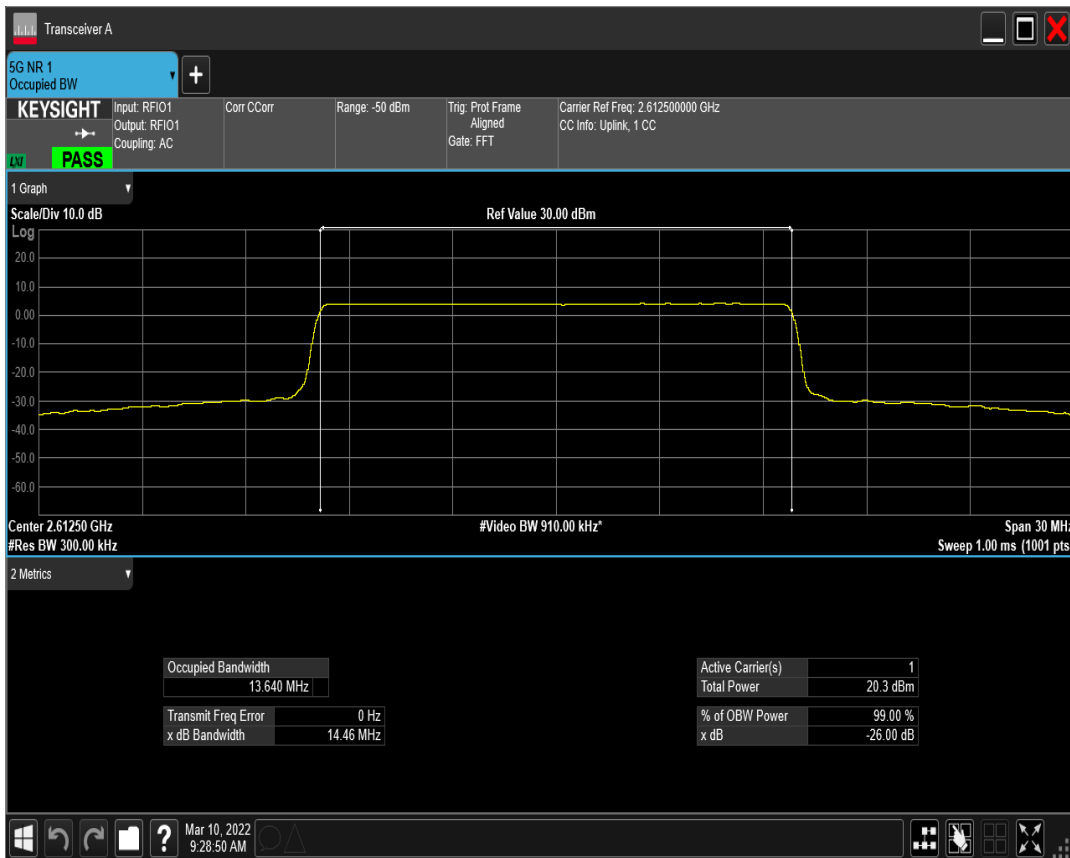 Transceiver A
5G NR 1
Occupied BW
KEYSIGHT
LXI
PASS
Input: RFIO1
Output: RFIO1
Coupling: AC
Corr CCorr
Range: -50 dBm
Trig: Prot Frame
Aligned
Gate: FFT
Carrier Ref Freq: 2.612500000 GHz
CC Info: Uplink, 1 CC
1 Graph
Scale/Div 10.0 dB
Ref Value 30.00 dBm
Log
20.0
10.0
0.00
-10.0
-20.0
-30.0
-40.0
-50.0
-60.0
Center 2.61250 GHz
#Video BW 910.00 kHz*
Span 30 MHz
#Res BW 300.00 kHz
Sweep 1.00 ms (1001 pts
2 Metrics
Occupied Bandwidth
13.640 MHz
Transmit Freq Error 0 Hz
x dB Bandwidth 14.46 MHz
Active Carrier(s) 1
Total Power 20.3 dBm
% of OBW Power 99.00 %
x dB -26.00 dB
?
Mar 10, 2022
9:28:50 AM